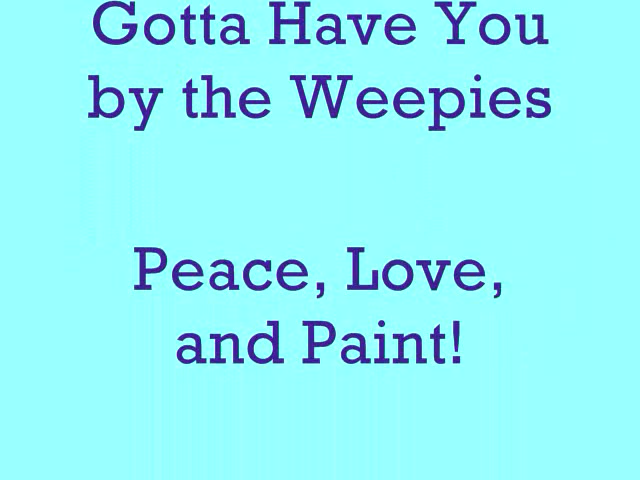 Gotta Have You
by the Weepies
Peace, Love,
and Paint!